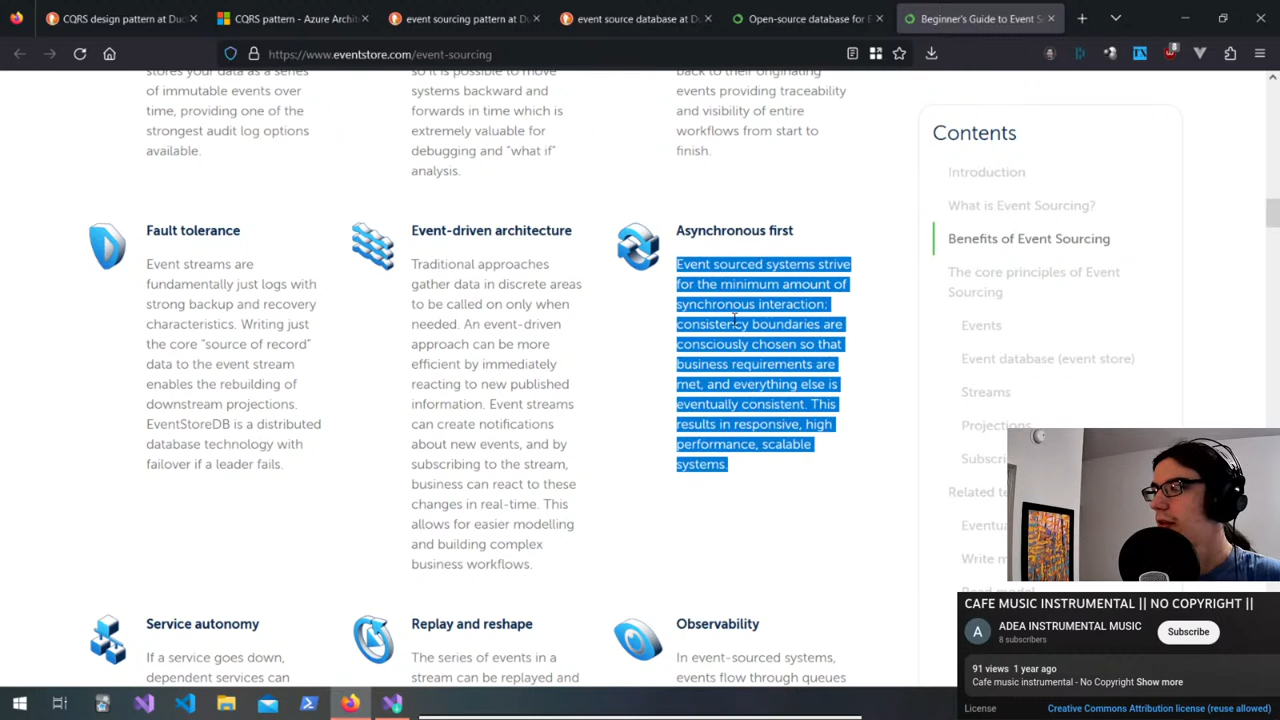 CQRS design pattern at Duc
CQRS pattern - Azure Archit
event sourcing pattern at Du
event source database at D
Open-source database for E
Beginner's Guide to Event S
https://www.eventstore.com/event-sourcing
stores your data as a series
of immutable events over
time, providing one of the
strongest audit log options
available.
so it is possible to move
systems backward and
forwards in time which is
extremely valuable for
debugging and "what if"
analysis.
back to their originating
events providing traceability
and visibility of entire
workflows from start to
finish.
Fault tolerance
Event streams are
fundamentally just logs with
strong backup and recovery
characteristics. Writing just
the core "source of record"
data to the event stream
enables the rebuilding of
downstream projections.
EventStoreDB is a distributed
database technology with
failover if a leader fails.
Event-driven architecture
Traditional approaches
gather data in discrete areas
to be called on only when
needed. An event-driven
approach can be more
efficient by immediately
reacting to new published
information. Event streams
can create notifications
about new events, and by
subscribing to the stream,
business can react to these
changes in real-time. This
allows for easier modelling
and building complex
business workflows.
Asynchronous first
Event sourced systems strive
for the minimum amount of
synchronous interaction;
consistency boundaries are
consciously chosen so that
business requirements are
met, and everything else is
eventually consistent. This
results in responsive, high
performance, scalable
systems.
Service autonomy
If a service goes down,
dependent services can
Replay and reshape
The series of events in a
stream can be replayed and
Observability
In event-sourced systems,
events flow through queues
Contents
Introduction
What is Event Sourcing?
Benefits of Event Sourcing
The core principles of Event
Sourcing
Events
Event database (event store)
Streams
Projections
Subscri
Related te
Eventua
Write m
CAFE MUSIC INSTRUMENTAL || NO COPYRIGHT ||
A
ADEA INSTRUMENTAL MUSIC
8 subscribers
Subscribe
91 views 1 year ago
Cafe music instrumental - No Copyright Show more
License
Creative Commons Attribution license (reuse allowed)